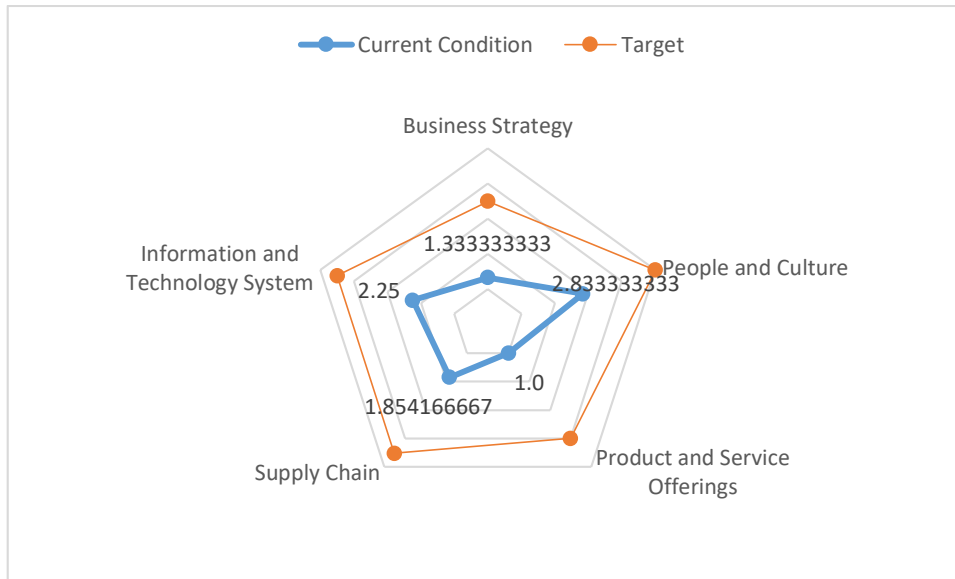 Current Condition
Target
Business Strategy
1.333333333
People and Culture
2.833333333
Information and
Technology System
2.25
1.0
1.854166667
Product and Service
Offerings
Supply Chain